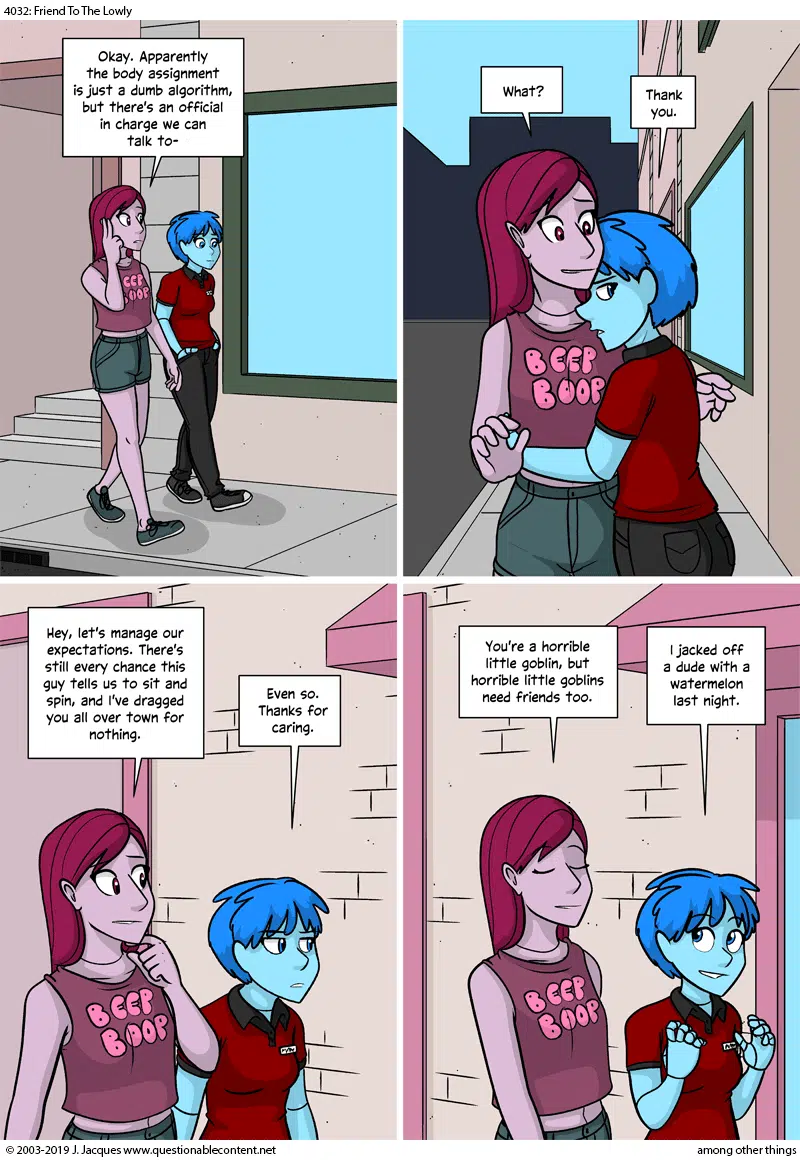 4032: Friend To The Lowly
Okay. Apparently
the body assignment
is just a dumb algorithm,
but there's an official
in charge we can
talk to-
EEP
BOOP
What?
Thank
you.
BEEP
BOOP
Hey, let's manage our
expectations. There's
still every chance this
guy tells us to sit and
spin, and I've dragged
you all over town for
nothing.
Even so.
Thanks for
caring.
BEEP
BOOP
You're a horrible
little goblin, but
horrible little goblins
need friends too.
I jacked off
a dude with a
watermelon
last night.
BEEP
BOOP
© 2003-2019 J. Jacques www.questionablecontent.net
among other things